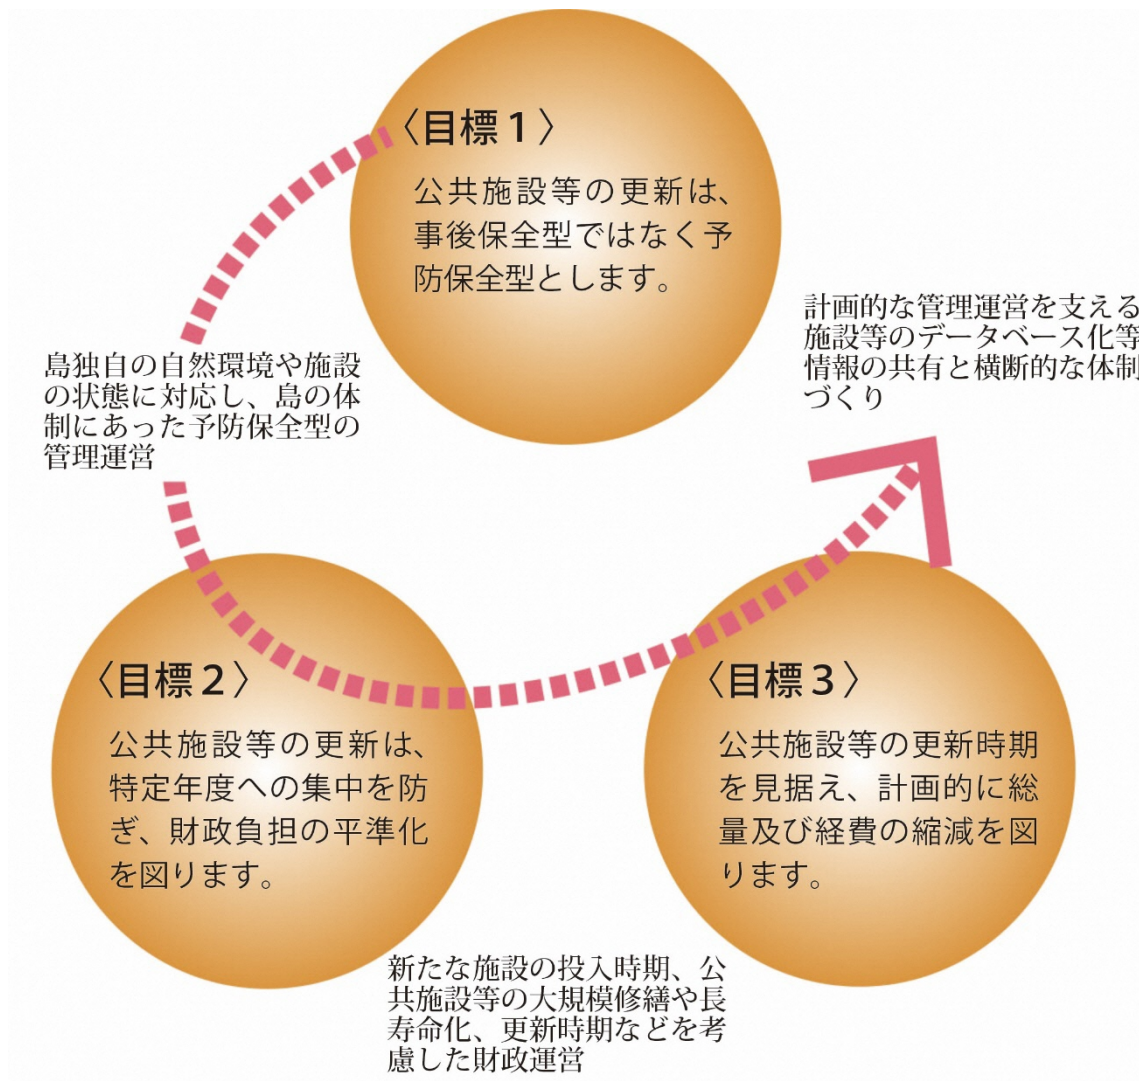 〈目標1〉
公共施設等の更新は、
事後保全型ではなく予
防保全型とします。
計画的な管理運営を支える
施設等のデータベース化等
情報の共有と横断的な体制
づくり
島独自の自然環境や施設
の状態に対応し、島の体
制にあった予防保全型の
管理運営
〈目標2〉
公共施設等の更新は、
特定年度への集中を防
ぎ、財政負担の平準化
を図ります。
〈目標3〉
公共施設等の更新時期
を見据え、計画的に総
量及び経費の縮減を図
ります。
新たな施設の投入時期、公
共施設等の大規模修繕や長
寿命化、更新時期などを考
慮した財政運営